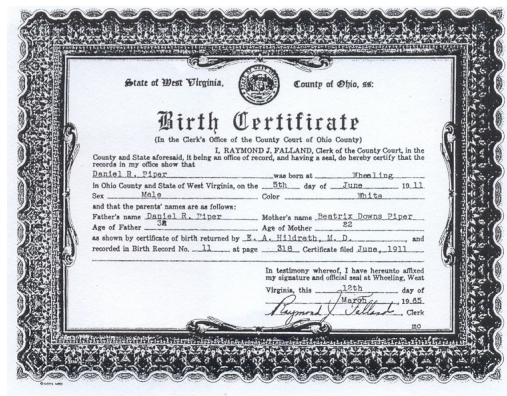 State of West Virginia, County of Ohio, ss:
Birth Certificate
(In the Clerk's Office of the County Court of Ohio County)
I, RAYMOND J. FALLAND, Clerk of the County Court, in the
County and State aforesaid, it being an office of record, and having a seal, do hereby certify that the
records in my office show that
Daniel R. Piper was born at Wheeling
in Ohio County and State of West Virginia, on the 5th day of June 19 11
Sex Male Color White
and that the parents' names are as follows:
Father's name Daniel R. Piper Mother's name Beatrix Downs Piper
Age of Father Age of Mother 22
as shown by certificate of birth returned by E. A. Hildreth, M. D. and
recorded in Birth Record No. 11 at page 318 Certificate filed June, 1911
In testimony whereof, I have hereunto affixed
my signature and official seal at Wheeling, West
Virginia, this 12th day of
March, 1965.
Raymond J Falland, Clerk
mo